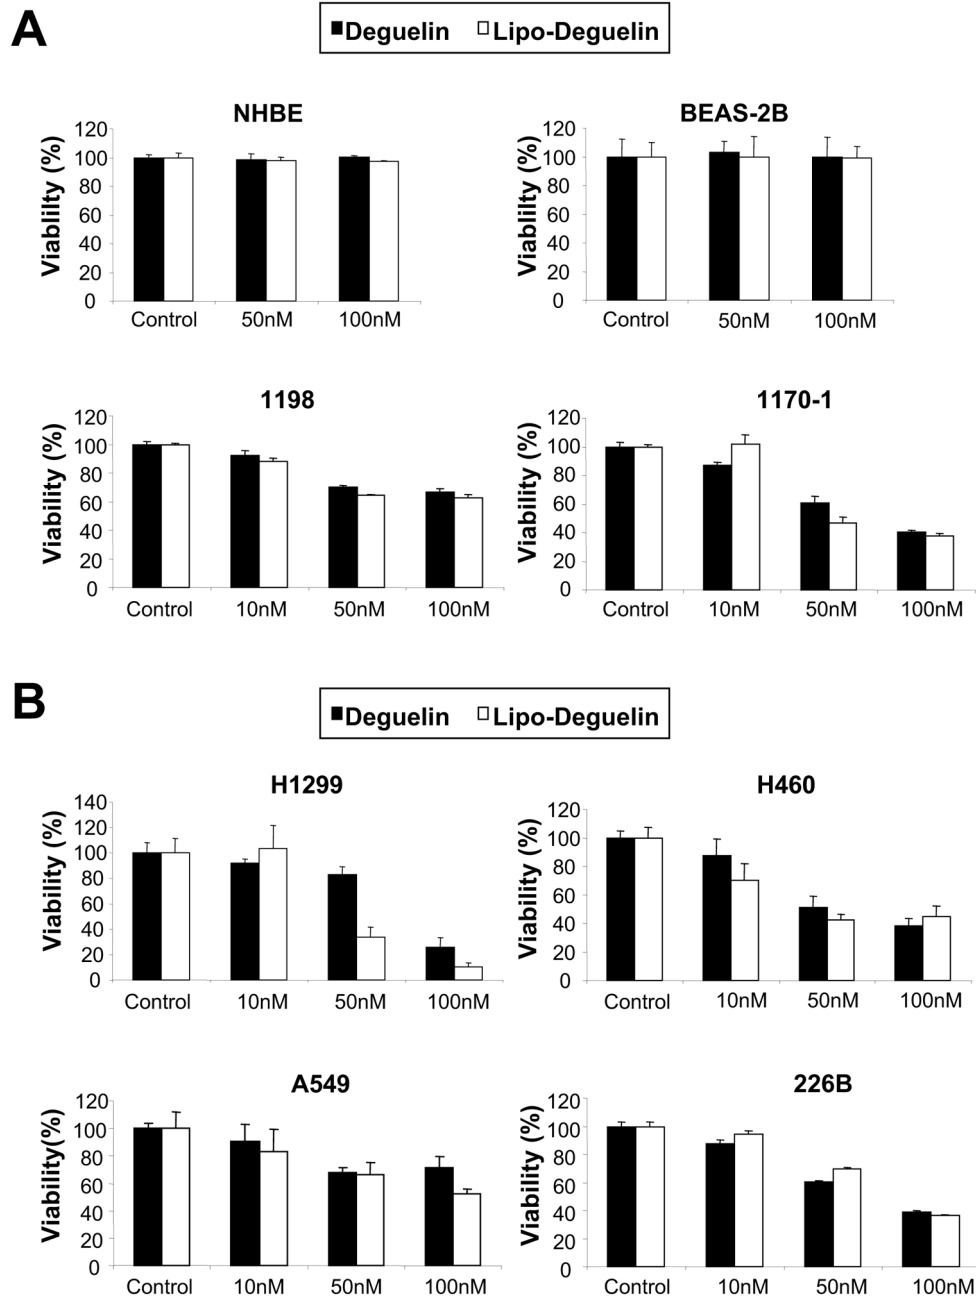 A
Deguelin Lipo-Deguelin
NHBE
Viablilty (%)
120
100
80
60
40
20
0
Control 50nM 100nM
BEAS-2B
Viability (%)
120
100
80
60
40
20
0
Control 50nM 100nM
1198
Viability (%)
120
100
80
60
40
20
0
Control 10nM 50nM 100nM
1170-1
Viability (%)
120
100
80
60
40
20
0
Control 10nM 50nM 100nM
B
Deguelin Lipo-Deguelin
H1299
Viability (%)
140
120
100
80
60
40
20
0
Control 10nM 50nM 100nM
H460
Viability (%)
120
100
80
60
40
20
0
Control 10nM 50nM 100nM
A549
Viability(%)
120
100
80
60
40
20
0
Control 10nM 50nM 100nM
226B
Viability (%)
120
100
80
60
40
20
0
Control 10nM 50nM 100nM